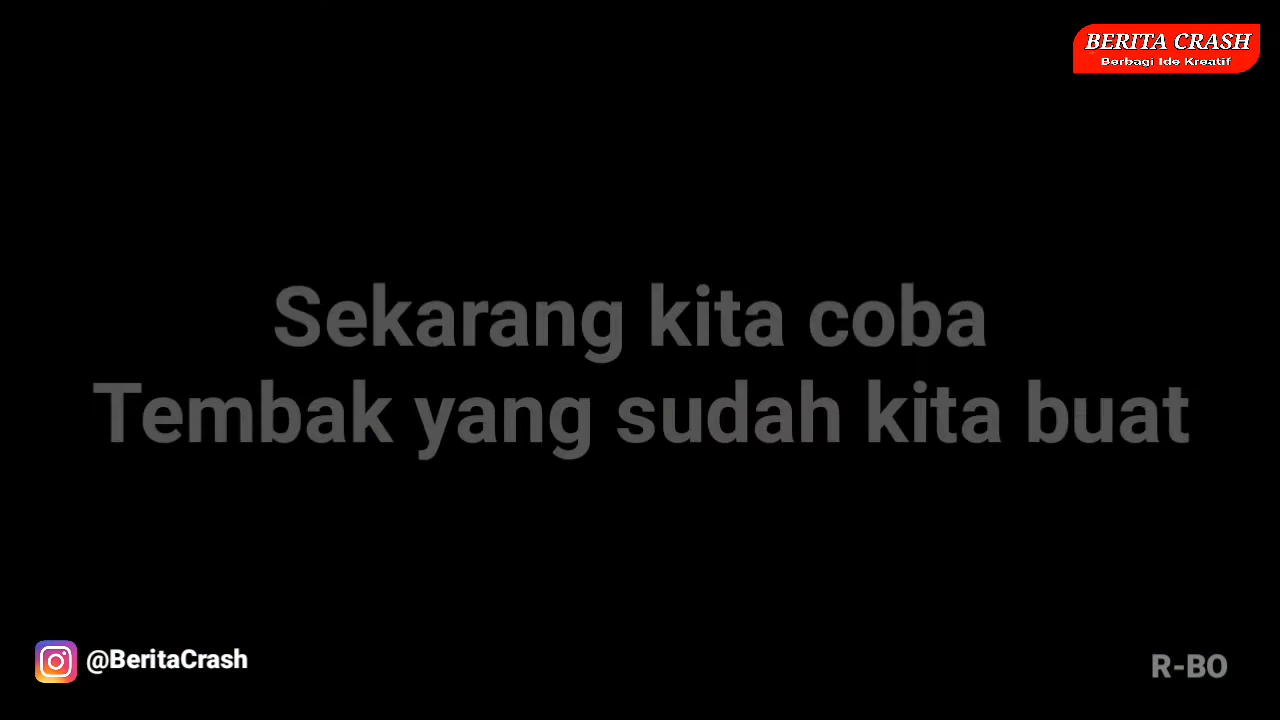 BERITA CRASH
Berbagi Ide Kreatif
Sekarang kita coba
Tembak yang sudah kita buat
@BeritaCrash
R-BO